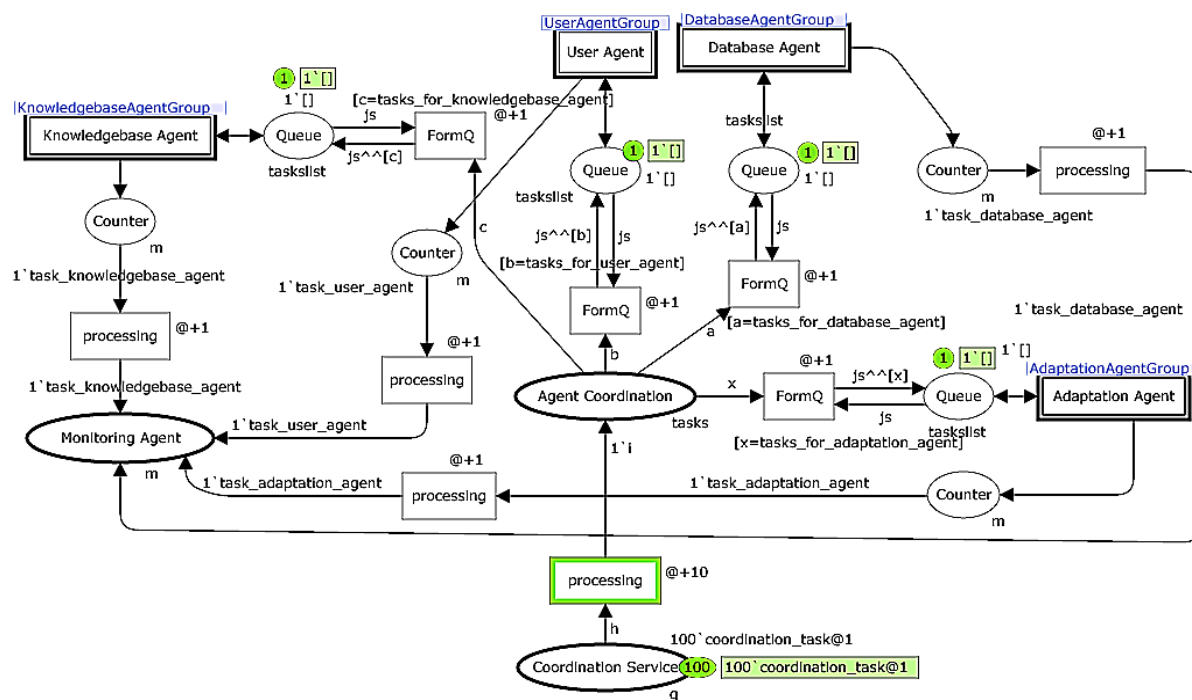 UserAgentGroup
DatabaseAgentGroup
User Agent
Database Agent
1 1`[]
1`[]
[c=tasks_for_knowledgebase_agent]
KnowledgebaseAgentGroup
js
@+1
Knowledgebase Agent
Queue
FormQ
js^^[c]
taskslist
taskslist
@+1
1 1`[]
1`[]
Queue
taskslist
1 1`[]
1`[]
Queue
Counter
processing
m
1`task_database_agent
Counter
m
c
js^^[b]
js
js^^[a]
js
Counter
m
[b=tasks_for_user_agent]
1`task_knowledgebase_agent
1`task_user_agent
FormQ
@+1
FormQ
@+1
1`task_database_agent
processing
@+1
a
[a=tasks_for_database_agent]
b
@+1
processing
@+1
1 1`[]
1`[]
AdaptationAgentGroup
1`task_knowledgebase_agent
Agent Coordination
x
FormQ
js^^[x]
js
Queue
Adaptation Agent
tasks
taskslist
1`task_user_agent
Monitoring Agent
m
1`i
[x=tasks_for_adaptation_agent]
@+1
1`task_adaptation_agent
processing
1`task_adaptation_agent
Counter
m
processing
@+10
h
100`coordination_task@1
Coordination Service
100 100`coordination_task@1
g